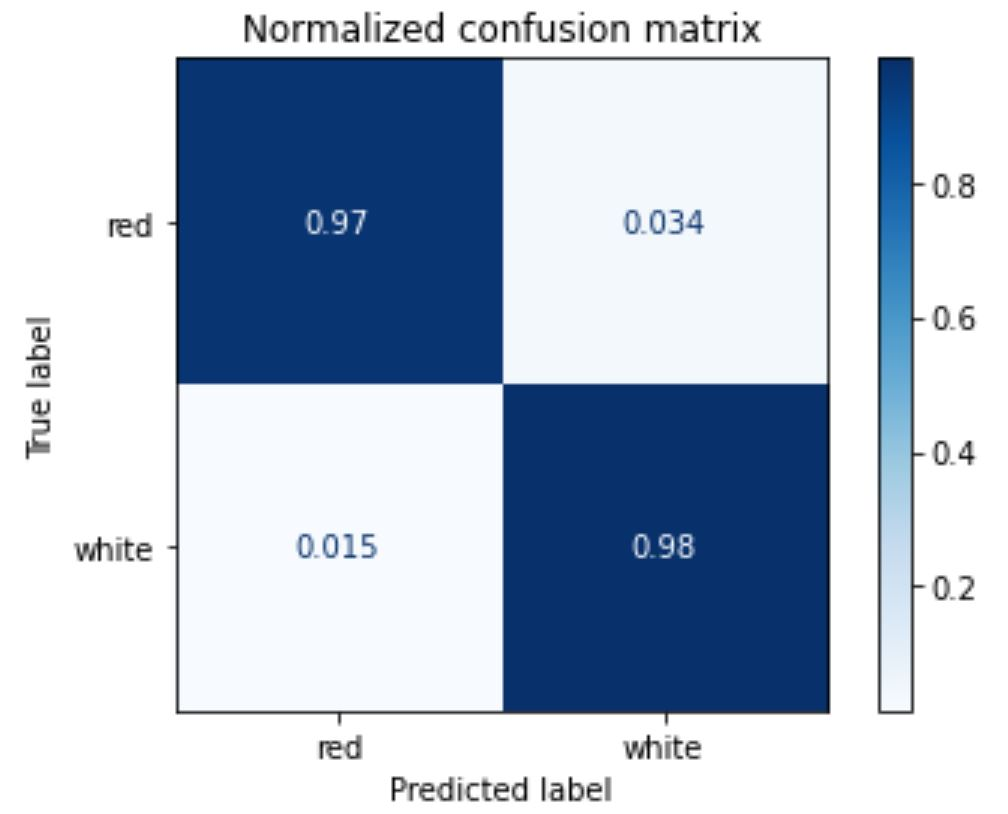 Normalized confusion matrix
True label
red
0.97
0.034
white
0.015
0.98
red
white
Predicted label
0.8
0.6
0.4
0.2